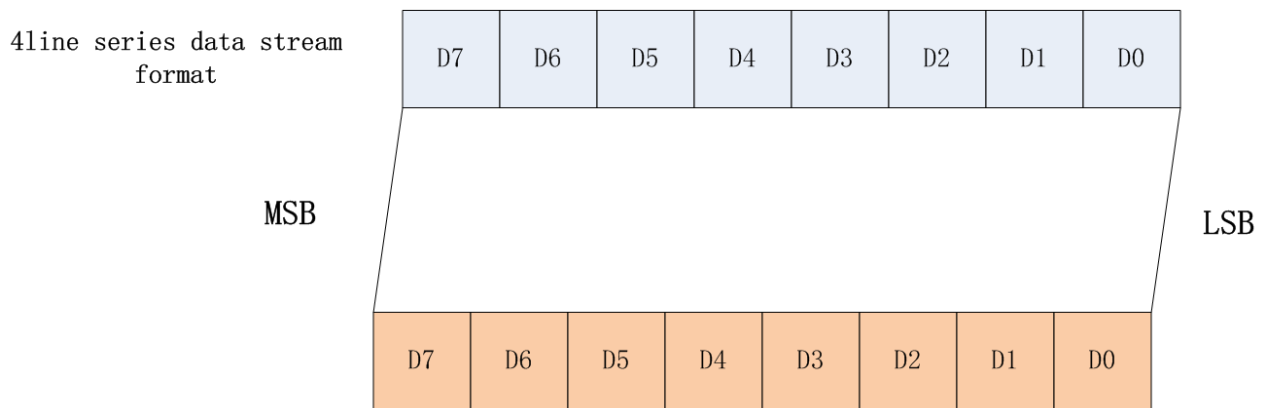 4line series data stream
format
D7 D6 D5 D4 D3 D2 D1 D0
MSB
LSB
D7 D6 D5 D4 D3 D2 D1 D0